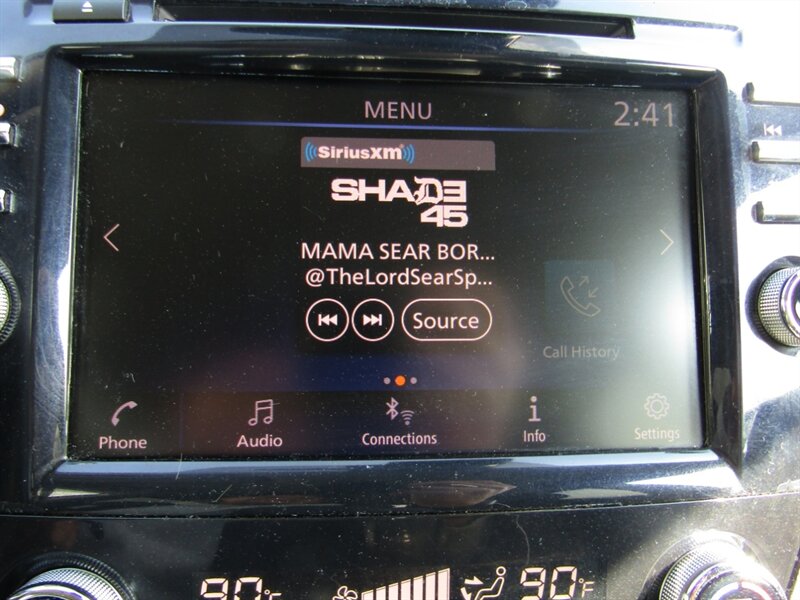 MENU
2:41
SiriusXM
SHADE
45
MAMA SEAR BOR...
@TheLordSearSp...
Source
Call History
Phone
Audio
Connections
Info
Settings
90°F
90°F